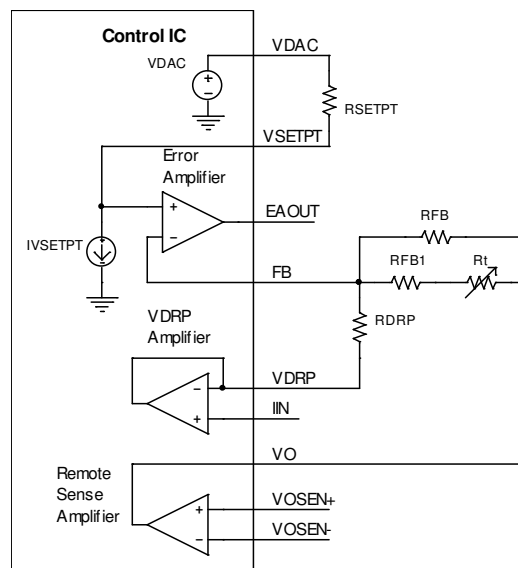 Control IC
VDAC
VDAC
+
−
RSETPT
VSETPT
Error
Amplifier
+
EAOUT
−
RFB
IVSETPT
FB
RFB1
Rt
RDRP
VDRP
Amplifier
−
VDRP
+
IIN
VO
Remote
Sense
Amplifier
+
VOSEN+
−
VOSEN-